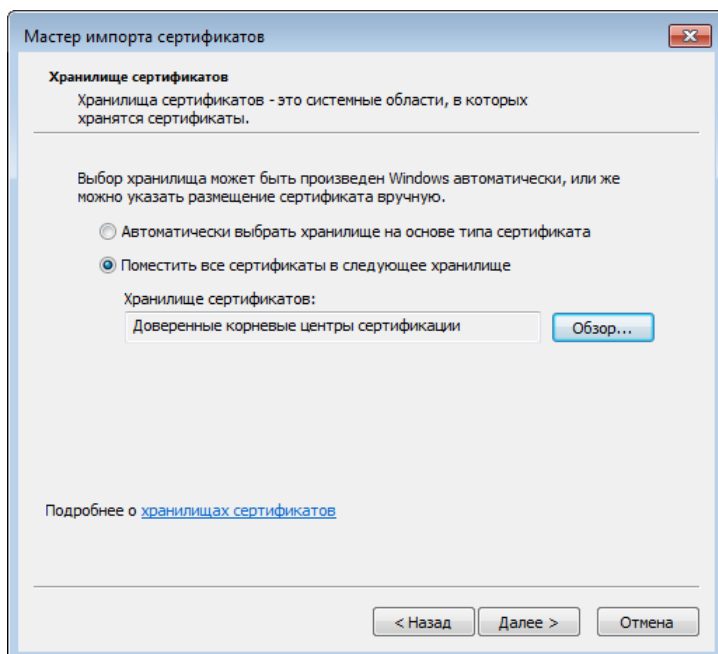 Мастер импорта сертификатов
Хранилище сертификатов
Хранилища сертификатов - это системные области, в которых
хранятся сертификаты.
Выбор хранилища может быть произведен Windows автоматически, или же
можно указать размещение сертификата вручную.
Автоматически выбрать хранилище на основе типа сертификата
Поместить все сертификаты в следующее хранилище
Хранилище сертификатов:
Доверенные корневые центры сертификации
Обзор...
Подробнее о хранилищах сертификатов
< Назад
Далее >
Отмена